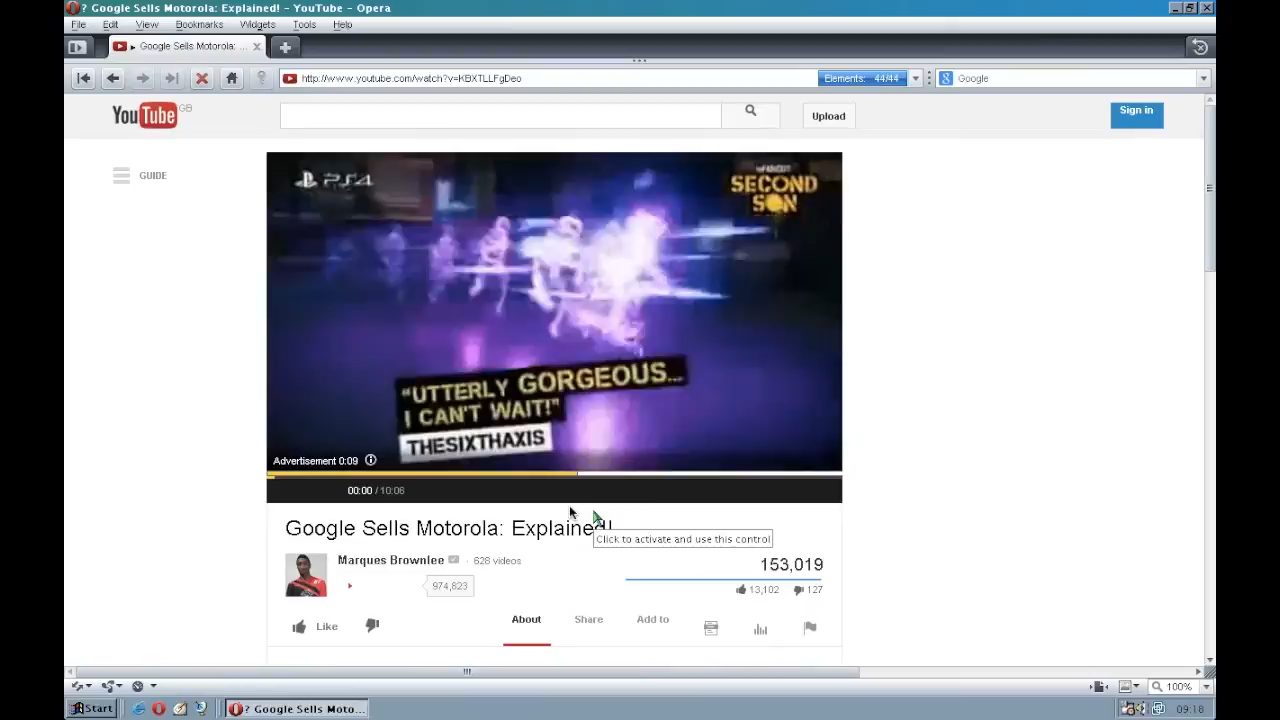 ? Google Sells Motorola: Explained! - YouTube - Opera
File Edit View Bookmarks Widgets Tools Help
Google Sells Motorola: ...
http://www.youtube.com/watch?v=KBXTLLFgDeo
Elements: 44/44
Google
YouTube GB
Upload
Sign in
GUIDE
PS4
inFAMOUS
SECOND
SON
"UTTERLY GORGEOUS...
I CAN'T WAIT!"
THESIXTHAXIS
Advertisement 0:09
00:00 / 10:06
Google Sells Motorola: Explained!
Click to activate and use this control
Marques Brownlee · 628 videos
974,823
153,019
13,102 127
Like
About Share Add to
100%
Start
? Google Sells Moto...
09:18